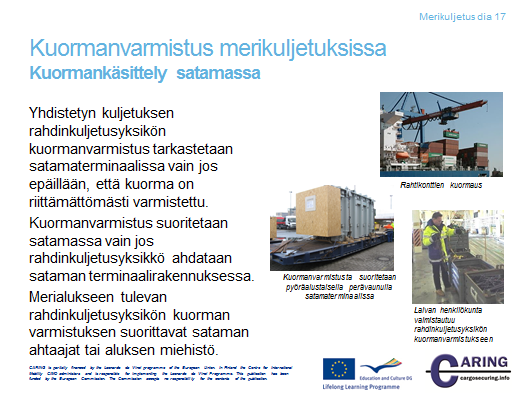 Merikuljetus dia 17
Kuormanvarmistus merikuljetuksissa
Kuormankäsittely satamassa
Yhdistetyn kuljetuksen
rahdinkuljetusyksikön
kuormanvarmistus tarkastetaan
satamaterminaalissa vain jos
epäillään, että kuorma on
riittämättömästi varmistettu.
Kuormanvarmistus suoritetaan
satamassa vain jos
rahdinkuljetusyksikkö ahdataan
sataman terminaalirakennuksessa.
Merialukseen tulevan
rahdinkuljetusyksikön kuorman
varmistuksen suorittavat sataman
ahtaajat tai aluksen miehistö.
Rahtikonttien kuormaus
Kuormanvarmistusta suoritetaan
pyöräalustaisella perävaunulla
satamaterminaalissa
Laivan henkilökunta
valmistautuu
rahdinkuljetusyksikön
kuormanvarmistukseen
CARING is partially financed by the Leonardo da Vinci programme of the European Union. In Finland the Centre for International
Mobility CIMO administers and is responsible for implementing the Leonardo da Vinci Programme. This publication has been
funded by the European Commission. The Commission accepts no responsibility for the contents of the publication.
Education and Culture DG
Lifelong Learning Programme
CARING
cargosecuring.info